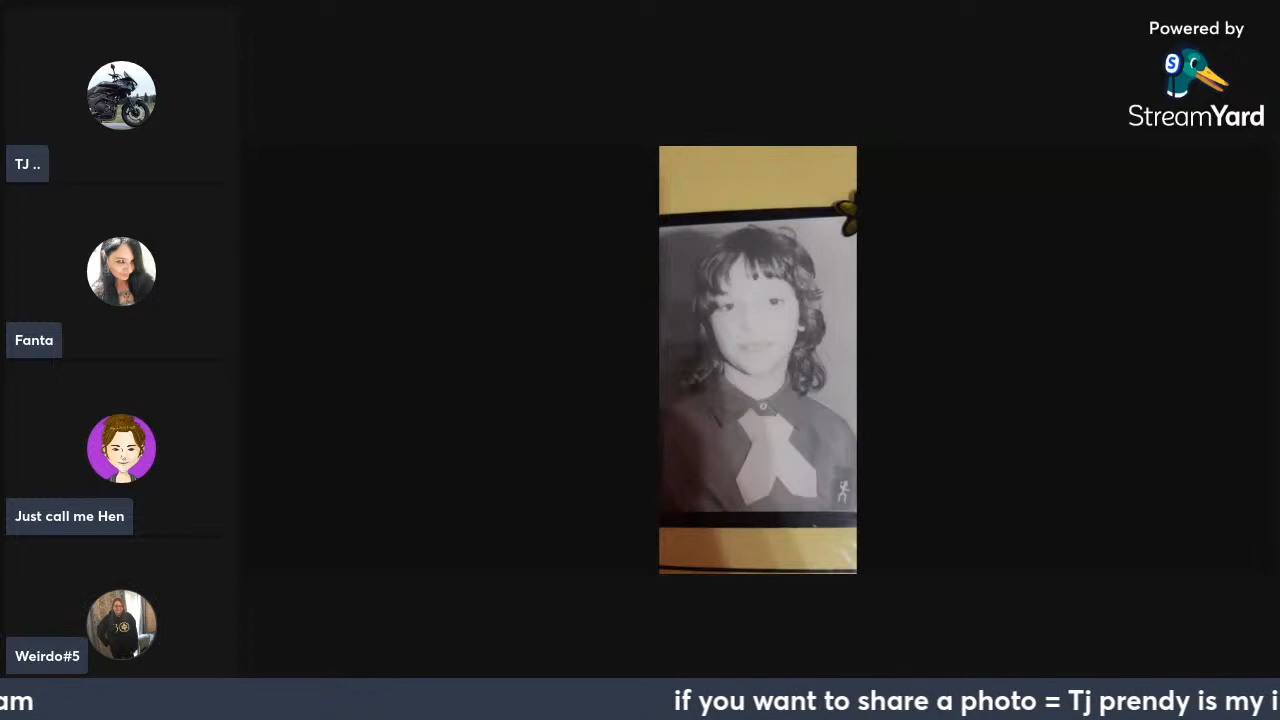 Powered by
StreamYard
TJ ..
Fanta
Just call me Hen
Weirdo#5
am
if you want to share a photo = Tj prendy is my i